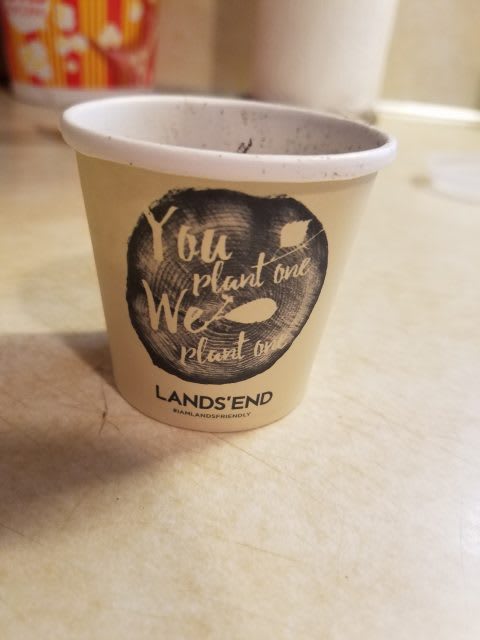 You
plant one
We
plant one
LANDS'END
#IAMLANDSFRIENDLY